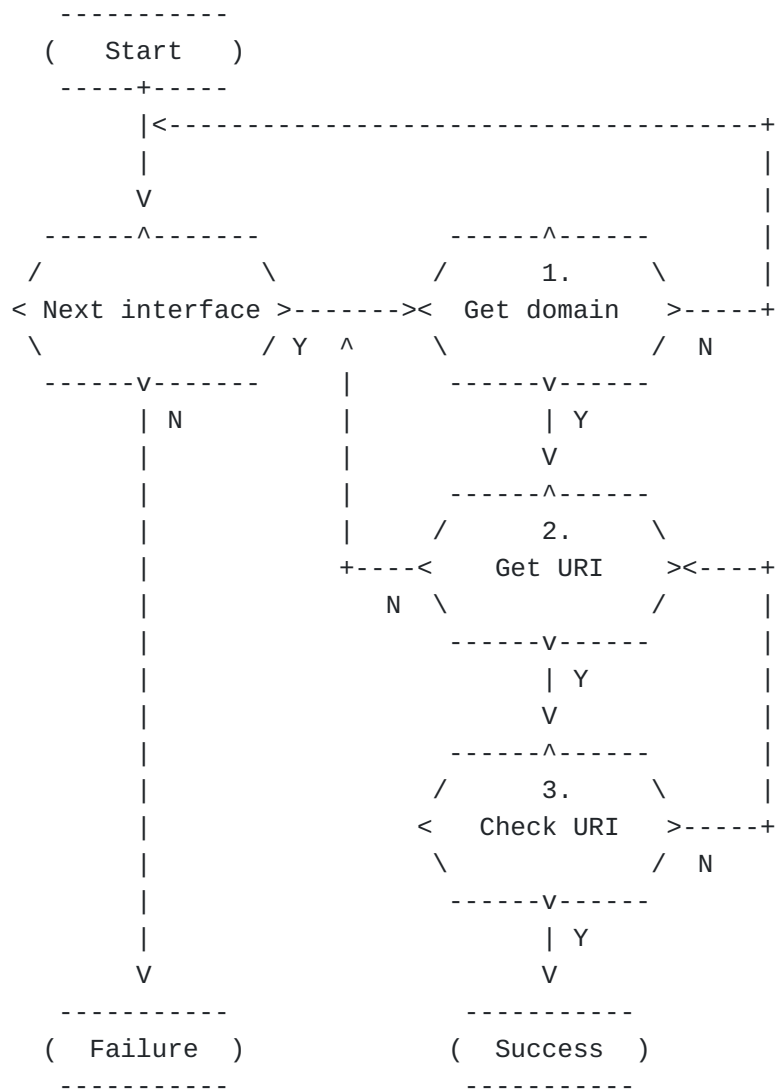 Start
1.
Next interface Get domain
Y N
N Y
2.
Get URI
N
Y
3.
Check URI
N
Y
Failure Success